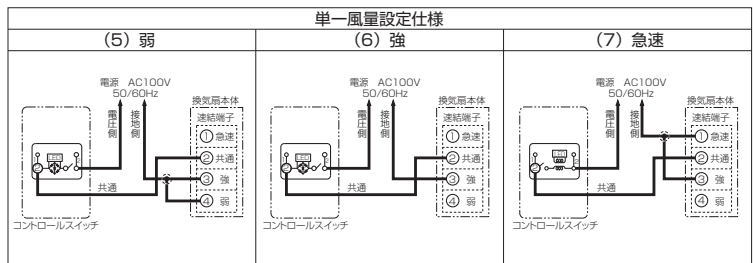 単一風量設定仕様
(5) 弱
電源 AC100V
50/60Hz
電圧側
接地側
換気扇本体
速結端子
① 急速
② 共通
③ 強
④ 弱
LED
共通
コントロールスイッチ
(6) 強
電源 AC100V
50/60Hz
電圧側
接地側
換気扇本体
速結端子
① 急速
② 共通
③ 強
④ 弱
LED
共通
コントロールスイッチ
(7) 急速
電源 AC100V
50/60Hz
電圧側
接地側
換気扇本体
速結端子
① 急速
② 共通
③ 強
④ 弱
LED
共通
コントロールスイッチ